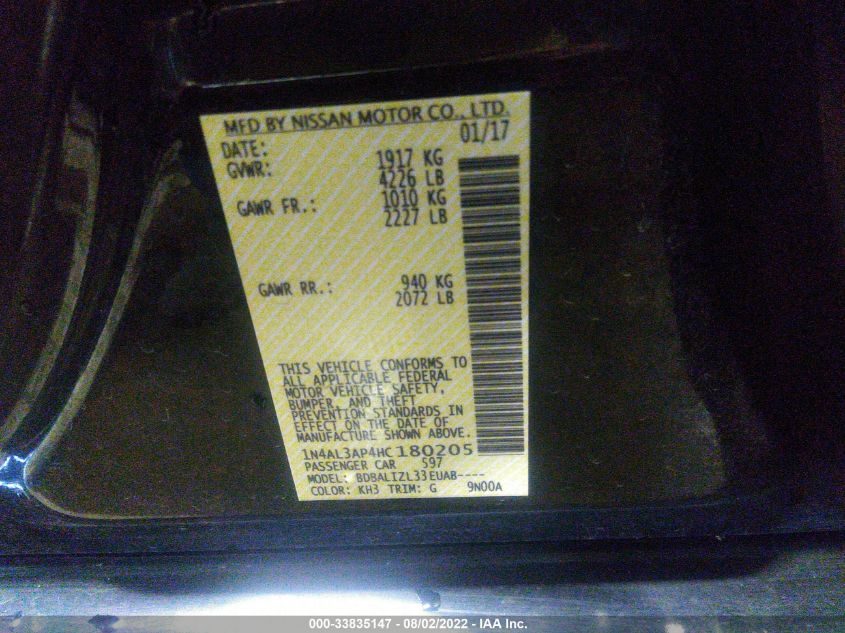 MFD BY NISSAN MOTOR CO., LTD.
DATE: 01/17
GVWR: 1917 KG
4226 LB
GAWR FR.: 1010 KG
2227 LB
GAWR RR.: 940 KG
2072 LB
THIS VEHICLE CONFORMS TO
ALL APPLICABLE FEDERAL
MOTOR VEHICLE SAFETY,
BUMPER, AND THEFT
PREVENTION STANDARDS IN
EFFECT ON THE DATE OF
MANUFACTURE SHOWN ABOVE.
1N4AL3AP4HC180205
PASSENGER CAR 597
MODEL: BDBALIZL33EUAB----
COLOR: KH3 TRIM: G 9N00A
000-33835147 - 08/02/2022 - IAA Inc.